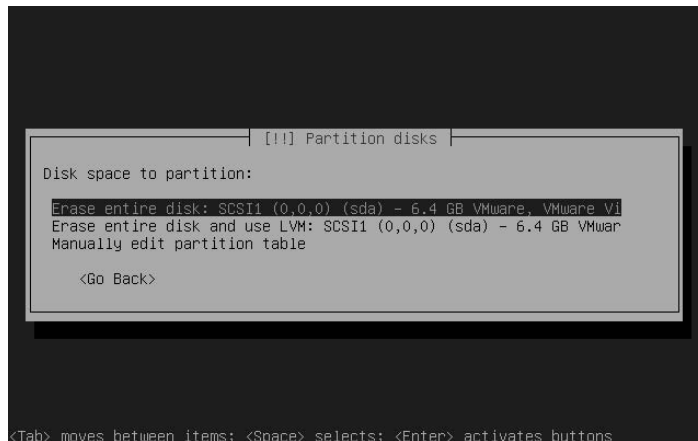 [!!] Partition disks
Disk space to partition:
Erase entire disk: SCSI1 (0,0,0) (sda) - 6.4 GB VMware, VMware Vi
Erase entire disk and use LVM: SCSI1 (0,0,0) (sda) - 6.4 GB VMwar
Manually edit partition table
<Go Back>
<Tab> moves between items; <Space> selects; <Enter> activates buttons